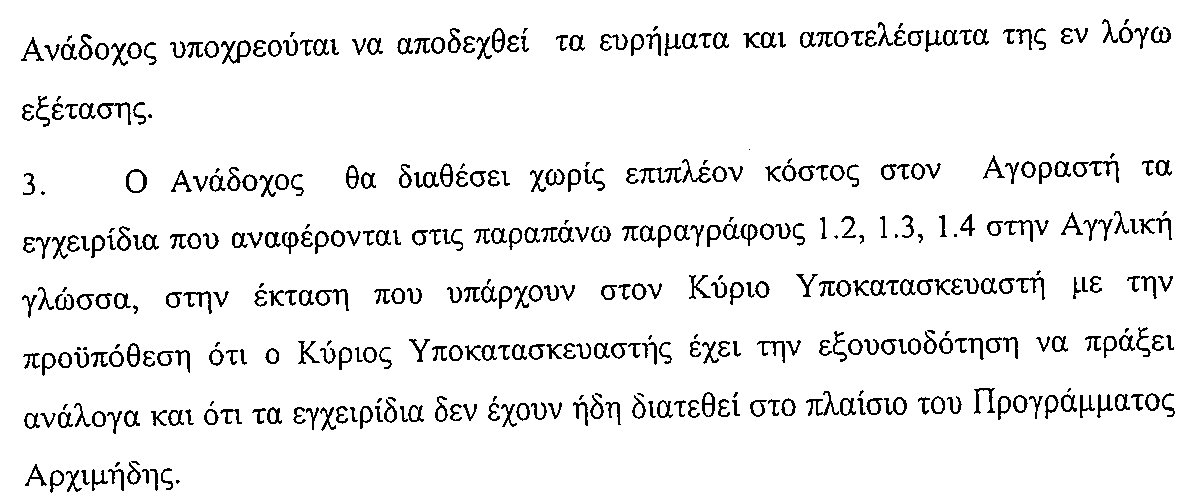 Ανάδοχος υποχρεούται να αποδεχθεί τα ευρήματα και αποτελέσματα της εν λόγω
εξέτασης.
3. Ο Ανάδοχος θα διαθέσει χωρίς επιπλέον κόστος στον Αγοραστή τα
εγχειρίδια που αναφέρονται στις παραπάνω παραγράφους 1.2, 1.3, 1.4 στην Αγγλική
γλώσσα, στην έκταση που υπάρχουν στον Κύριο Υποκατασκευαστή με την
προϋπόθεση ότι ο Κύριος Υποκατασκευαστής έχει την εξουσιοδότηση να πράξει
ανάλογα και ότι τα εγχειρίδια δεν έχουν ήδη διατεθεί στο πλαίσιο του Προγράμματος
Αρχιμήδης.